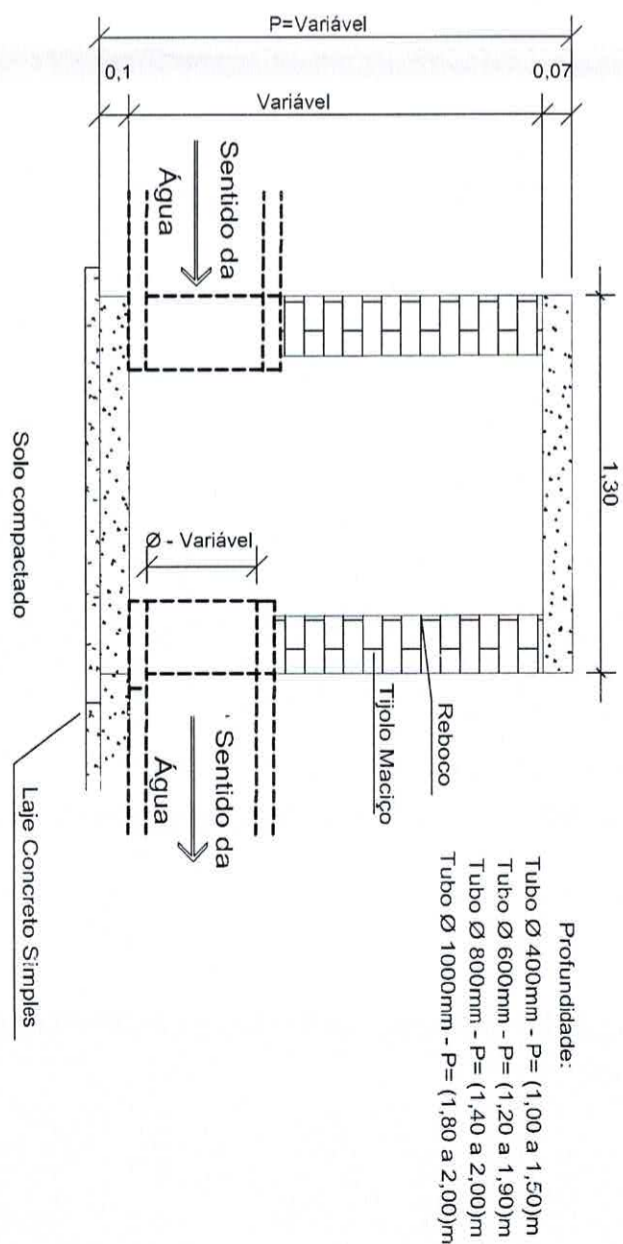 P=Variável
0,1
Variável
0,07
Sentido da
Água
1,30
Solo compactado
Ø - Variável
Sentido da
Água
Reboco
Tijolo Maciço
Laje Concreto Simples
Profundidade:
Tubo Ø 400mm - P= (1,00 a 1,50)m
Tubo Ø 600mm - P= (1,20 a 1,90)m
Tubo Ø 800mm - P= (1,40 a 2,00)m
Tubo Ø 1000mm - P= (1,80 a 2,00)m